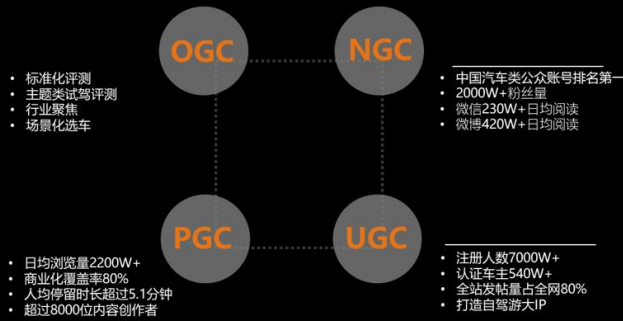 OGC
NGC
• 标准化评测
• 主题类试驾评测
• 行业聚焦
• 场景化选车
• 中国汽车类公众账号排名第一
• 2000W+粉丝量
• 微信230W+日均阅读
• 微博420W+日均阅读
PGC
UGC
• 日均浏览量2200W+
• 商业化覆盖率80%
• 人均停留时长超过5.1分钟
• 超过8000位内容创作者
• 注册人数7000W+
• 认证车主540W+
• 全站发帖量占全网80%
• 打造自驾游大IP